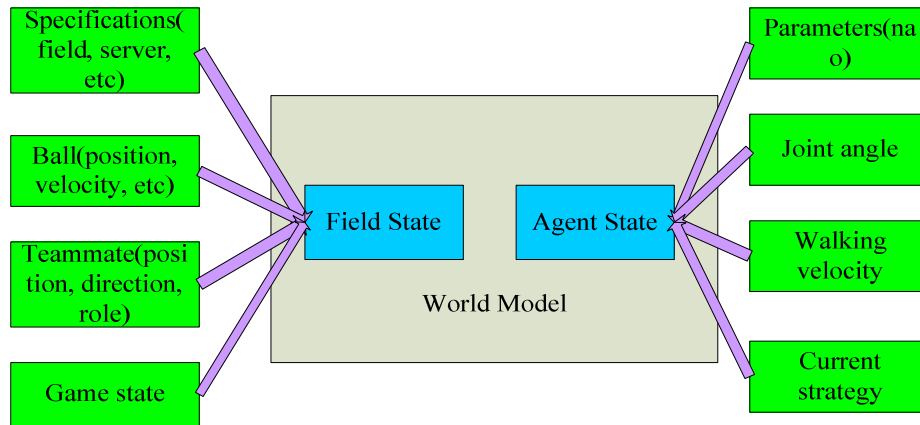 Specifications(
field, server,
etc)
Ball(position,
velocity, etc)
Teammate(posi
tion, direction,
role)
Game state
Field State
Agent State
World Model
Parameters(na
o)
Joint angle
Walking
velocity
Current
strategy